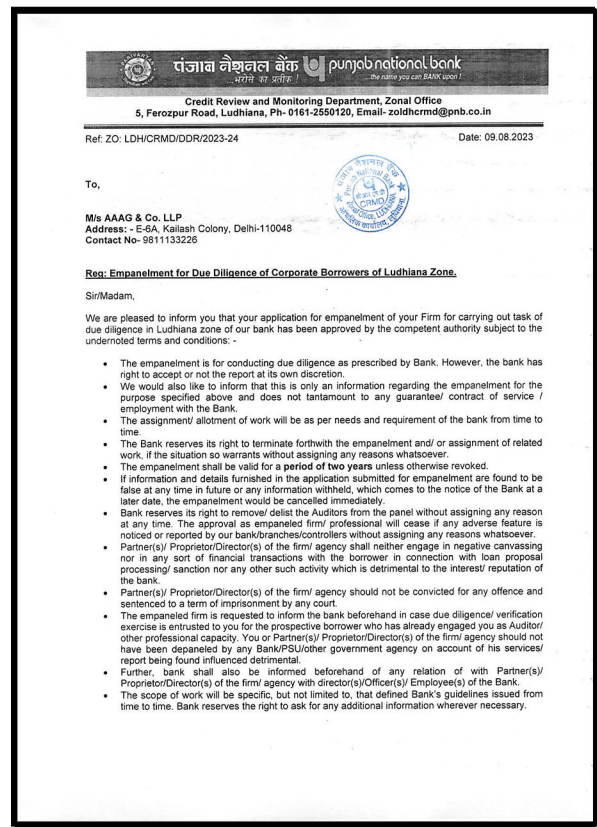 पंजाब नैशनल बैंक punjab national bank
...भरोसे का प्रतीक ! ...the name you can BANK upon !
Credit Review and Monitoring Department, Zonal Office
5, Ferozpur Road, Ludhiana, Ph- 0161-2550120, Email- zoldhcrmd@pnb.co.in
Ref: ZO: LDH/CRMD/DDR/2023-24 Date: 09.08.2023
पंजाब नैशनल बैंक
Punjab National Bank
CRMD
Zonal Office, Ludhiana
To,
M/s AAAG & Co. LLP
Address: - E-6A, Kailash Colony, Delhi-110048
Contact No- 9811133226
Reg: Empanelment for Due Diligence of Corporate Borrowers of Ludhiana Zone.
Sir/Madam,
We are pleased to inform you that your application for empanelment of your Firm for carrying out task of
due diligence in Ludhiana zone of our bank has been approved by the competent authority subject to the
undernoted terms and conditions: -
• The empanelment is for conducting due diligence as prescribed by Bank. However, the bank has
right to accept or not the report at its own discretion.
• We would also like to inform that this is only an information regarding the empanelment for the
purpose specified above and does not tantamount to any guarantee/ contract of service /
employment with the Bank.
• The assignment/ allotment of work will be as per needs and requirement of the bank from time to
time.
• The Bank reserves its right to terminate forthwith the empanelment and/ or assignment of related
work, if the situation so warrants without assigning any reasons whatsoever.
• The empanelment shall be valid for a period of two years unless otherwise revoked.
• If information and details furnished in the application submitted for empanelment are found to be
false at any time in future or any information withheld, which comes to the notice of the Bank at a
later date, the empanelment would be cancelled immediately.
• Bank reserves its right to remove/ delist the Auditors from the panel without assigning any reason
at any time. The approval as empaneled firm/ professional will cease if any adverse feature is
noticed or reported by our bank/branches/controllers without assigning any reasons whatsoever.
• Partner(s)/ Proprietor/Director(s) of the firm/ agency shall neither engage in negative canvassing
nor in any sort of financial transactions with the borrower in connection with loan proposal
processing/ sanction nor any other such activity which is detrimental to the interest/ reputation of
the bank.
• Partner(s)/ Proprietor/Director(s) of the firm/ agency should not be convicted for any offence and
sentenced to a term of imprisonment by any court.
• The empaneled firm is requested to inform the bank beforehand in case due diligence/ verification
exercise is entrusted to you for the prospective borrower who has already engaged you as Auditor/
other professional capacity. You or Partner(s)/ Proprietor/Director(s) of the firm/ agency should not
have been depaneled by any Bank/PSU/other government agency on account of his services/
report being found influenced detrimental.
• Further, bank shall also be informed beforehand of any relation of with Partner(s)/
Proprietor/Director(s) of the firm/ agency with director(s)/Officer(s)/ Employee(s) of the Bank.
• The scope of work will be specific, but not limited to, that defined Bank's guidelines issued from
time to time. Bank reserves the right to ask for any additional information wherever necessary.